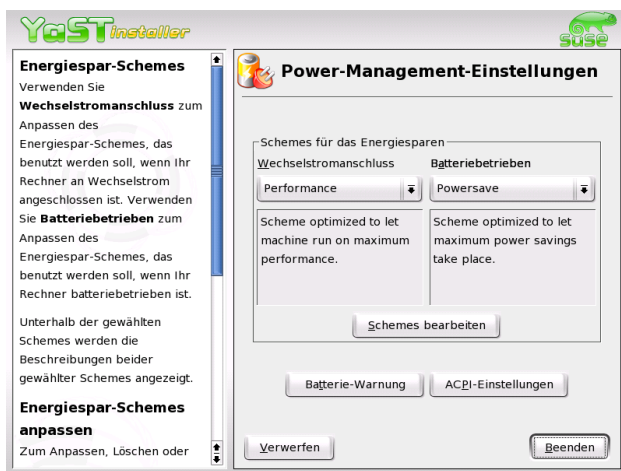 YaST installer
SuSE
Energiespar-Schemes
Verwenden Sie
Wechselstromanschluss zum
Anpassen des
Energiespar-Schemes, das
benutzt werden soll, wenn Ihr
Rechner an Wechselstrom
angeschlossen ist. Verwenden
Sie Batteriebetrieben zum
Anpassen des
Energiespar-Schemes, das
benutzt werden soll, wenn Ihr
Rechner batteriebetrieben ist.
Unterhalb der gewählten
Schemes werden die
Beschreibungen beider
gewählter Schemes angezeigt.
Energiespar-Schemes
anpassen
Zum Anpassen, Löschen oder
Power-Management-Einstellungen
Schemes für das Energiesparen
Wechselstromanschluss
Batteriebetrieben
Performance
Powersave
Scheme optimized to let
machine run on maximum
performance.
Scheme optimized to let
maximum power savings
take place.
Schemes bearbeiten
Batterie-Warnung
ACPI-Einstellungen
Verwerfen
Beenden